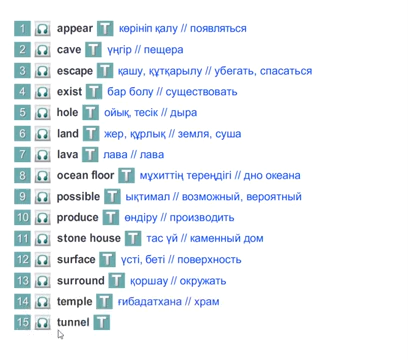 1 appear T көрініп қалу // появляться
2 cave T үңгір // пещера
3 escape T қашу, құтқарылу // убегать, спасаться
4 exist T бар болу // существовать
5 hole T ойық, тесік // дыра
6 land T жер, құрлық // земля, суша
7 lava T лава // лава
8 ocean floor T мұхиттің тереңдігі // дно океана
9 possible T ықтимал // возможный, вероятный
10 produce T өндіру // производить
11 stone house T тас үй // каменный дом
12 surface T үсті, беті // поверхность
13 surround T қоршау // окружать
14 temple T ғибадатхана // храм
15 tunnel T